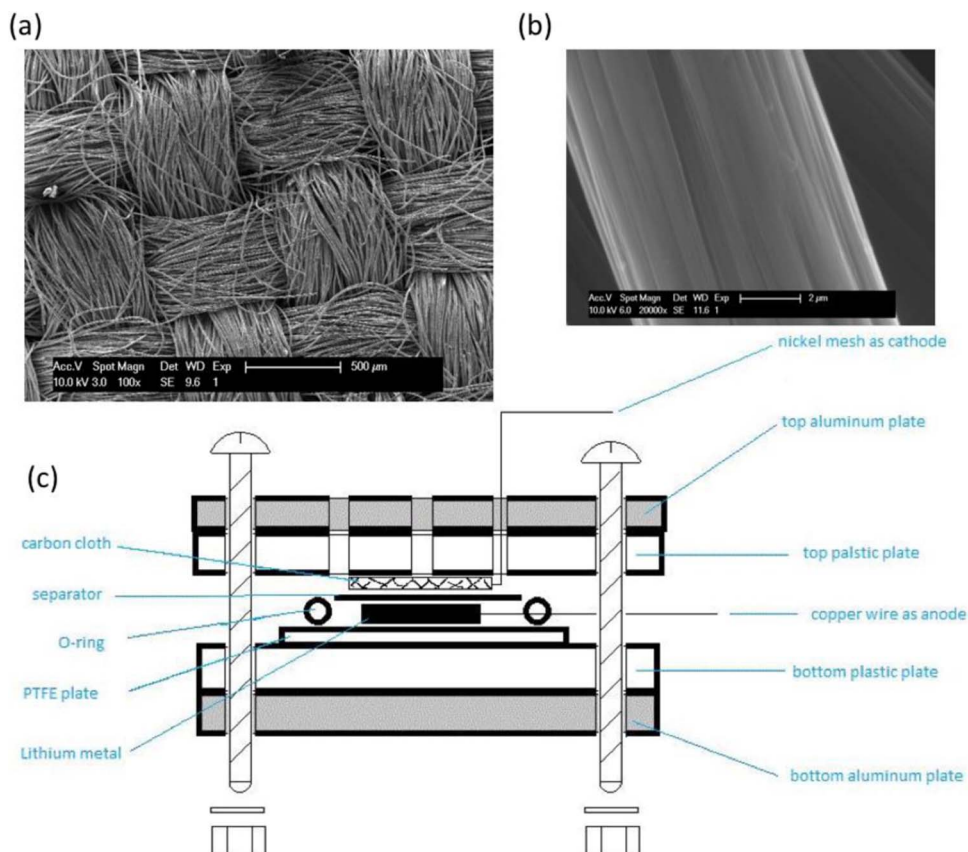 (a)
(b)
Acc.V Spot Magn Det WD Exp 500 µm
10.0 kV 3.0 100x SE 9.6 1
Acc.V Spot Magn Det WD Exp 2 µm
10.0 kV 6.0 20000x SE 11.6 1
nickel mesh as cathode
top aluminum plate
(c)
carbon cloth
top palstic plate
separator
O-ring
copper wire as anode
PTFE plate
bottom plastic plate
Lithium metal
bottom aluminum plate